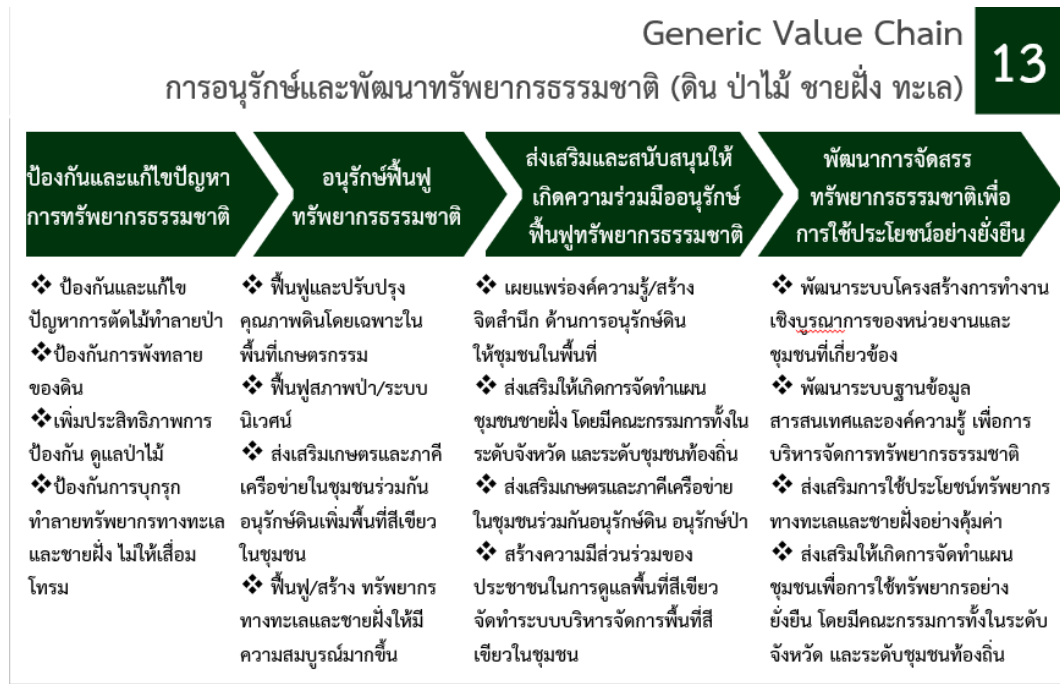 Generic Value Chain
13
การอนุรักษ์และพัฒนาทรัพยากรธรรมชาติ (ดิน ป่าไม้ ชายฝั่ง ทะเล)
ป้องกันและแก้ไขปัญหา
การทรัพยากรธรรมชาติ
อนุรักษ์ฟื้นฟู
ทรัพยากรธรรมชาติ
ส่งเสริมและสนับสนุนให้
เกิดความร่วมมืออนุรักษ์
ฟื้นฟูทรัพยากรธรรมชาติ
พัฒนาการจัดสรร
ทรัพยากรธรรมชาติเพื่อ
การใช้ประโยชน์อย่างยั่งยืน
❖ ป้องกันและแก้ไข
ปัญหาการตัดไม้ทำลายป่า
❖ป้องกันการพังทลาย
ของดิน
❖เพิ่มประสิทธิภาพการ
ป้องกัน ดูแลป่าไม้
❖ป้องกันการบุกรุก
ทำลายทรัพยากรทางทะเล
และชายฝั่ง ไม่ให้เสื่อม
โทรม
❖ ฟื้นฟูและปรับปรุง
คุณภาพดินโดยเฉพาะใน
พื้นที่เกษตรกรรม
❖ ฟื้นฟูสภาพป่า/ระบบ
นิเวศน์
❖ ส่งเสริมเกษตรและภาคี
เครือข่ายในชุมชนร่วมกัน
อนุรักษ์ดินเพิ่มพื้นที่สีเขียว
ในชุมชน
❖ ฟื้นฟู/สร้าง ทรัพยากร
ทางทะเลและชายฝั่งให้มี
ความสมบูรณ์มากขึ้น
❖ เผยแพร่องค์ความรู้/สร้าง
จิตสำนึก ด้านการอนุรักษ์ดิน
ให้ชุมชนในพื้นที่
❖ ส่งเสริมให้เกิดการจัดทำแผน
ชุมชนชายฝั่ง โดยมีคณะกรรมการทั้งใน
ระดับจังหวัด และระดับชุมชนท้องถิ่น
❖ ส่งเสริมเกษตรและภาคีเครือข่าย
ในชุมชนร่วมกันอนุรักษ์ดิน อนุรักษ์ป่า
❖ สร้างความมีส่วนร่วมของ
ประชาชนในการดูแลพื้นที่สีเขียว
จัดทำระบบบริหารจัดการพื้นที่สี
เขียวในชุมชน
❖ พัฒนาระบบโครงสร้างการทำงาน
เชิงบูรณาการของหน่วยงานและ
ชุมชนที่เกี่ยวข้อง
❖ พัฒนาระบบฐานข้อมูล
สารสนเทศและองค์ความรู้ เพื่อการ
บริหารจัดการทรัพยากรธรรมชาติ
❖ ส่งเสริมการใช้ประโยชน์ทรัพยากร
ทางทะเลและชายฝั่งอย่างคุ้มค่า
❖ ส่งเสริมให้เกิดการจัดทำแผน
ชุมชนเพื่อการใช้ทรัพยากรอย่าง
ยั่งยืน โดยมีคณะกรรมการทั้งในระดับ
จังหวัด และระดับชุมชนท้องถิ่น